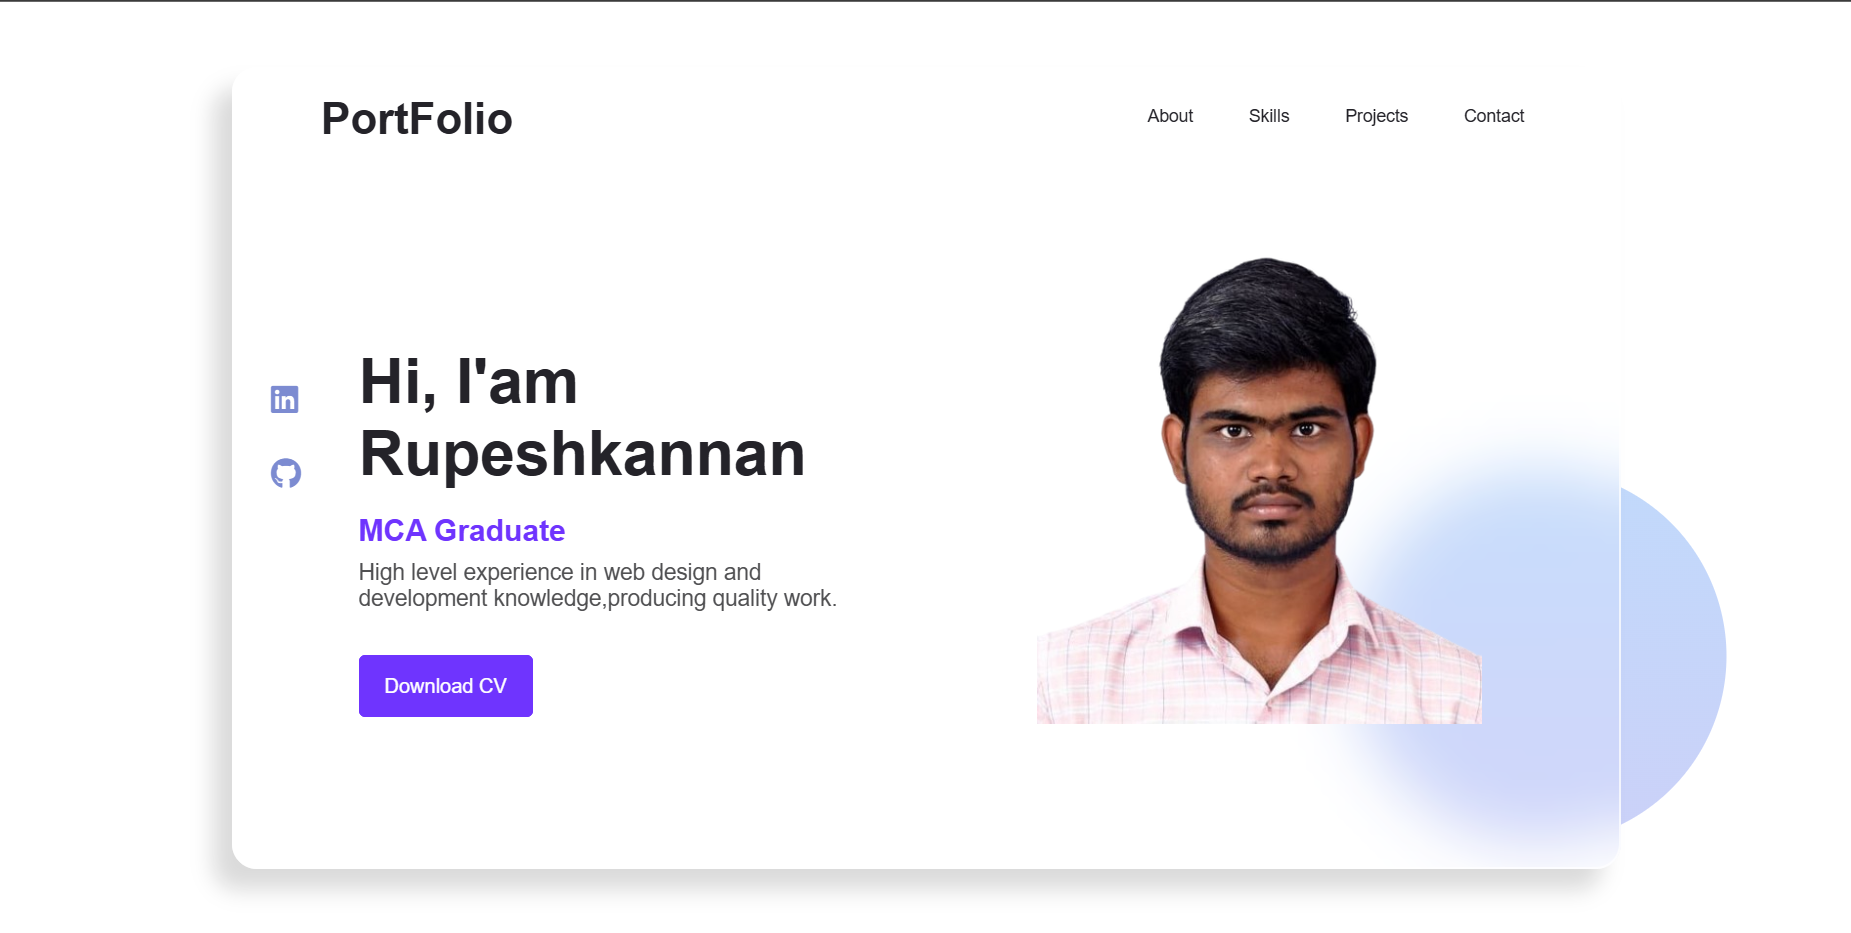 PortFolio
About Skills Projects Contact
Hi, I'am
Rupeshkannan
MCA Graduate
High level experience in web design and
development knowledge,producing quality work.
Download CV
in